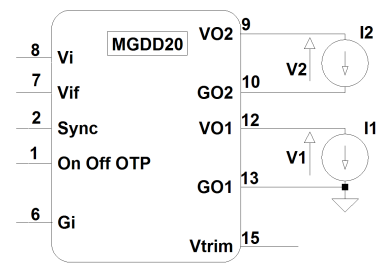 MGDD20
8 Vi
7 Vif
2 Sync
1 On Off OTP
6 Gi
VO2 9
GO2 10
VO1 12
GO1 13
Vtrim 15
V2
I2
V1
I1